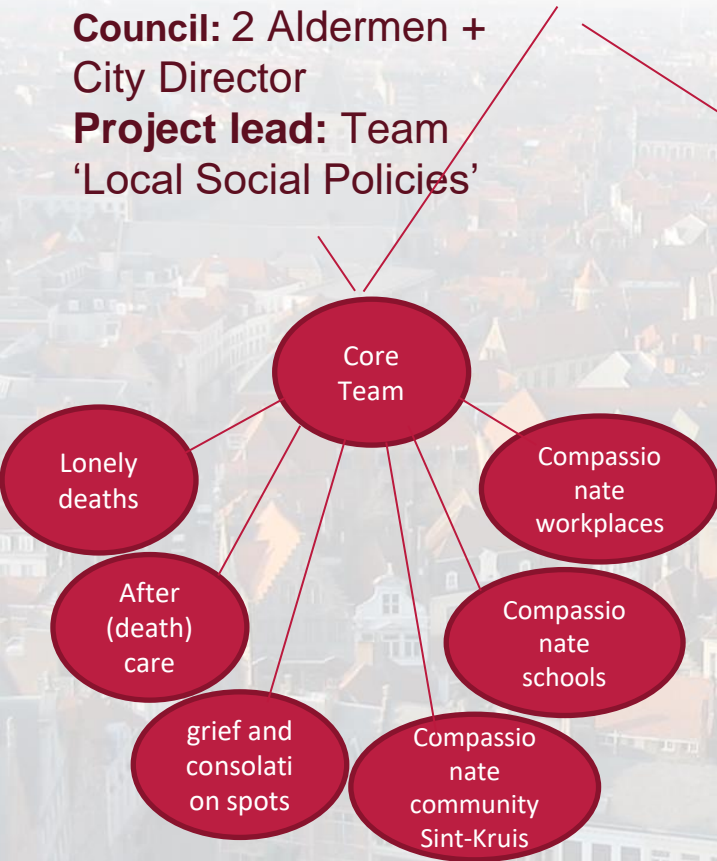 Council: 2 Aldermen +
City Director
Project lead: Team
‘Local Social Policies’
Core
Team
Lonely
deaths
Compassio
nate
workplaces
After
(death)
care
Compassio
nate
schools
grief and
consolati
on spots
Compassio
nate
community
Sint-Kruis